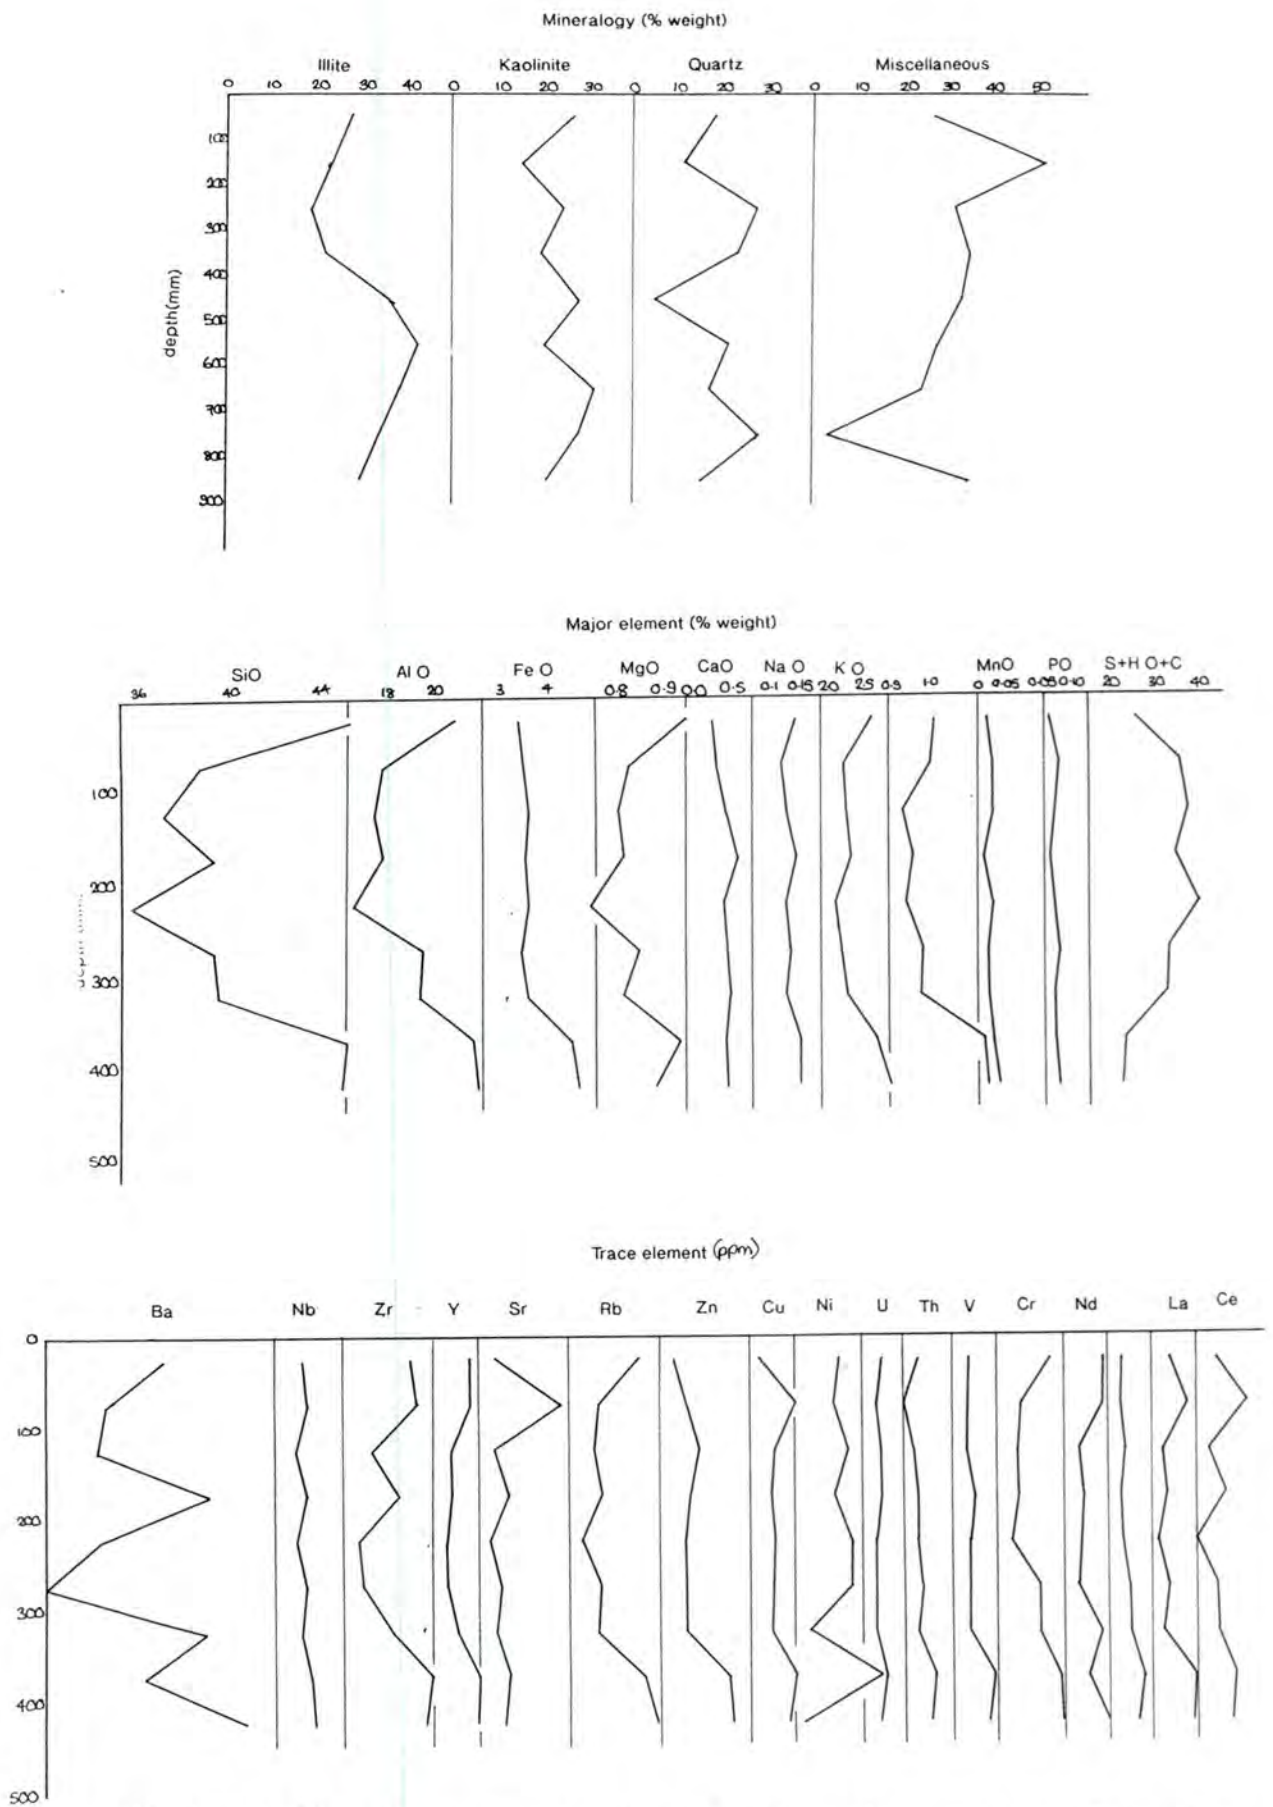 Mineralogy (% weight)
Illite Kaolinite Quartz Miscellaneous
0 10 20 30 40 0 10 20 30 0 10 20 30 0 10 20 30 40 50
100
200
300
400
500
600
700
800
900
depth(mm)
Major element (% weight)
SiO Al O Fe O MgO CaO Na O K O MnO PO S+H O+C
36 40 44 18 20 3 4 0·8 0·9 0·0 0·5 0·1 0·15 2·0 2·5 0·9 1·0 0 0·05 0·05 0·10 20 30 40
100
200
300
400
500
Trace element (ppm)
Ba Nb Zr Y Sr Rb Zn Cu Ni U Th V Cr Nd La Ce
0
100
200
300
400
500